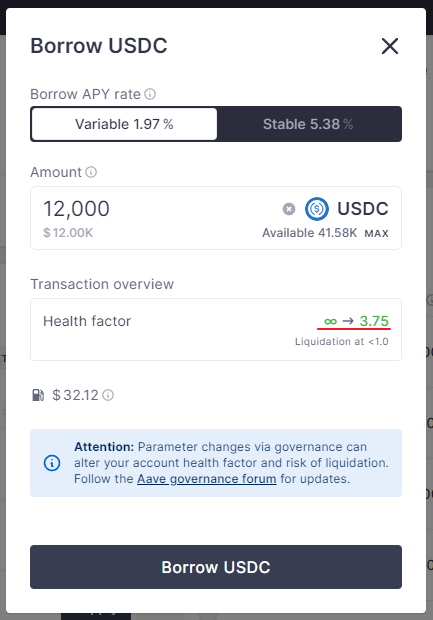 Borrow USDC
Borrow APY rate
Variable 1.97 %
Stable 5.38 %
Amount
12,000
USDC
$ 12.00K
Available 41.58K MAX
Transaction overview
Health factor
∞ → 3.75
Liquidation at <1.0
$ 32.12
Attention: Parameter changes via governance can
alter your account health factor and risk of liquidation.
Follow the Aave governance forum for updates.
Borrow USDC